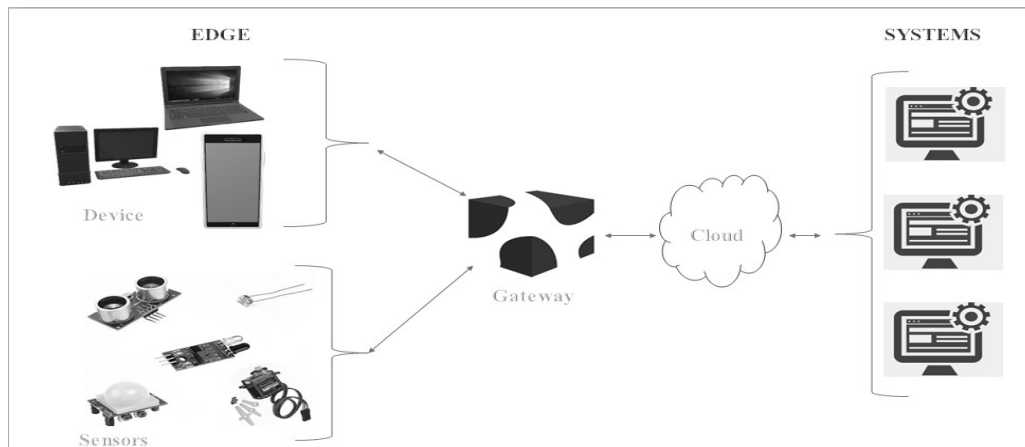 EDGE
SYSTEMS
Device
Cloud
Gateway
Sensors